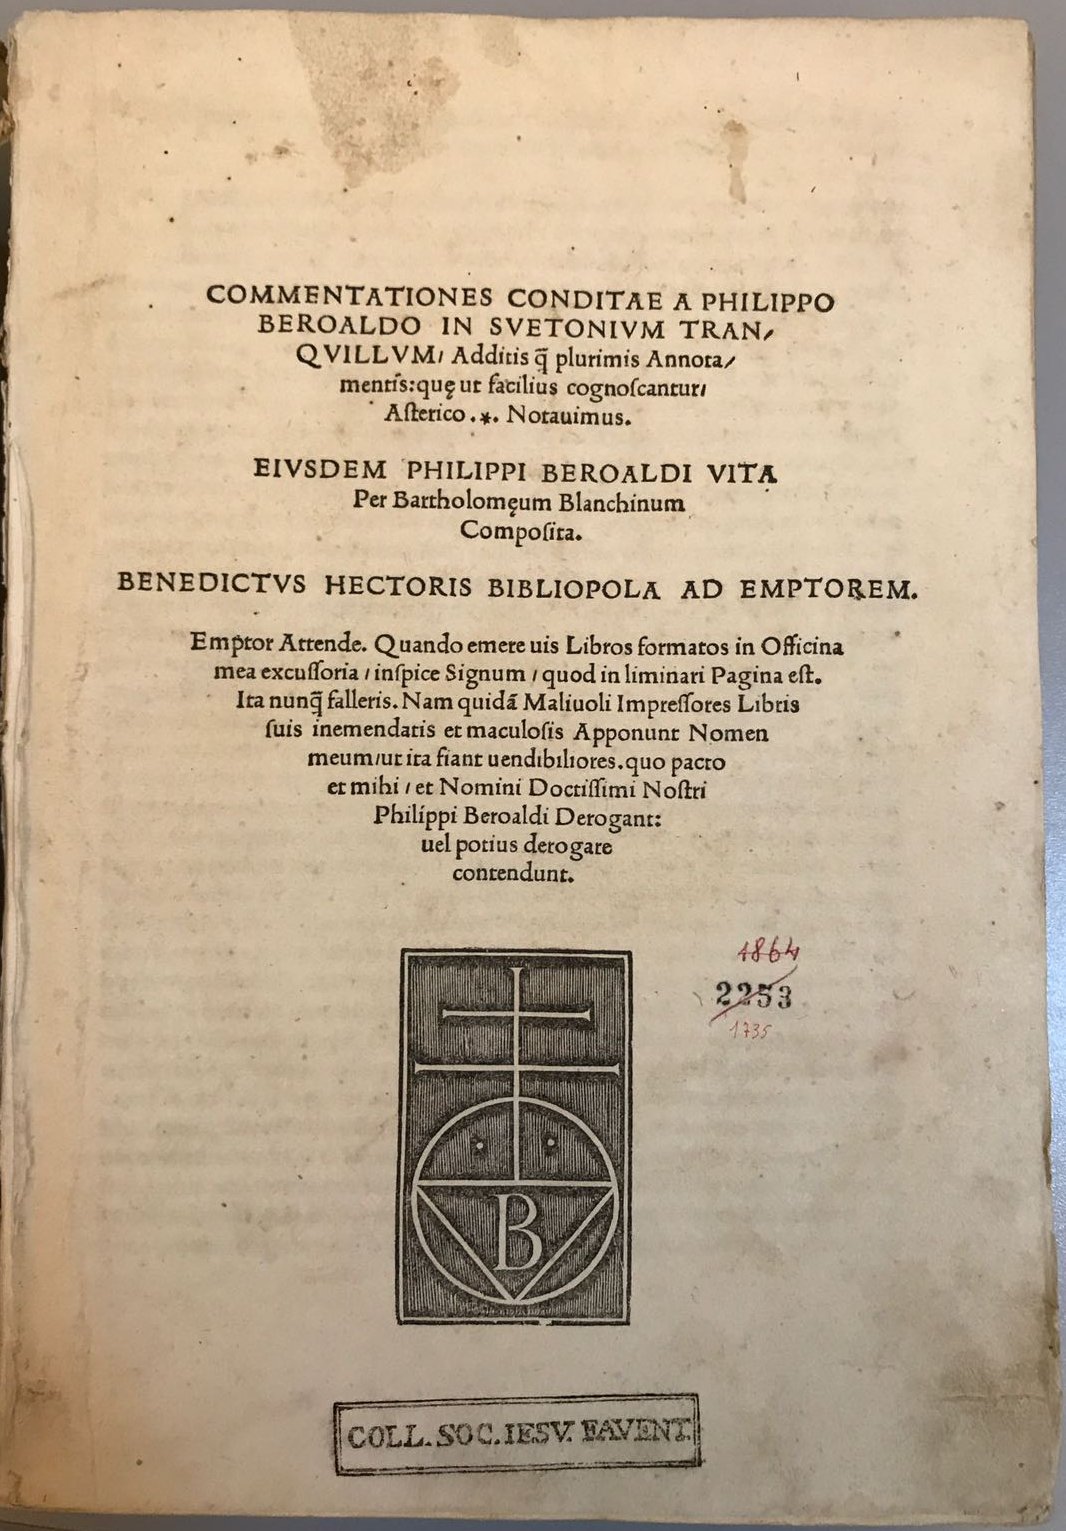 COMMENTATIONES CONDITAE A PHILIPPO
BEROALDO IN SVETONIVM TRAN/
QVILLVM/ Additis q̄ plurimis Annota/
mentis̄:quę ut facilius cognoſcantur/
Aſterico .*. Notauimus.
EIVSDEM PHILIPPI BEROALDI VITA
Per Bartholomęum Blanchinum
Compoſita.
BENEDICTVS HECTORIS BIBLIOPOLA AD EMPTOREM.
Emptor Attende. Quando emere uis Libros formatos in Officina
mea excuſſoria / inſpice Signum / quod in liminari Pagina eſt.
Ita nunq̄ falleris. Nam quidā Maliuoli Impreſſores Libris
ſuis inemendatis et maculoſis Apponunt Nomen
meum/ut ita fiant uendibiliores.quo pacto
et mihi / et Nomini Doctiſſimi Noſtri
Philíppi Beroaldi Derogant:
uel potius derogare
contendunt.
1864
2253
1735
B
COLL. SOC. IESV. FAVENT.